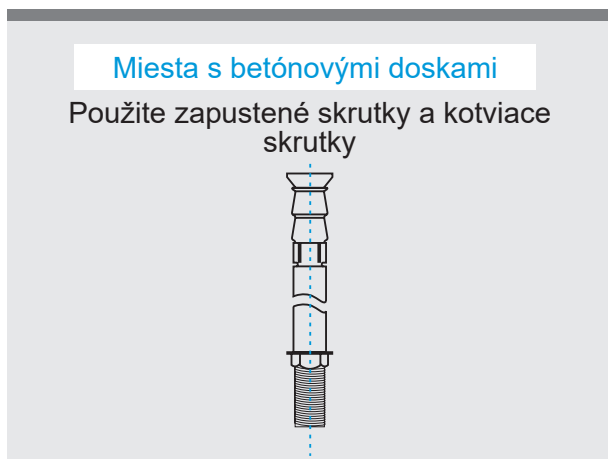 Miesta s betónovými doskami
Použite zapustené skrutky a kotviace
skrutky